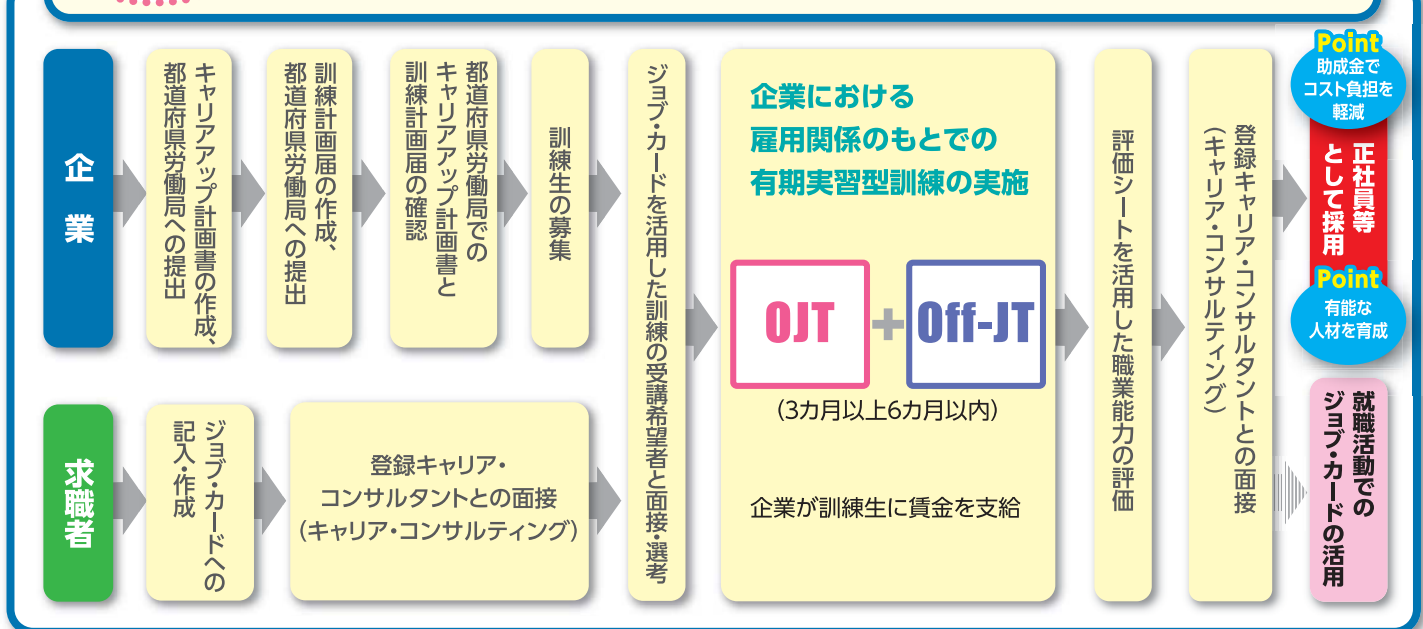 企業
キャリアアップ計画書の作成、
都道府県労働局への提出
訓練計画届の作成、
都道府県労働局への提出
都道府県労働局での
キャリアアップ計画書と
訓練計画届の確認
訓練生の募集
求職者
ジョブ・カードへの
記入・作成
登録キャリア・
コンサルタントとの面接
(キャリア・コンサルティング)
ジョブ・カードを活用した訓練の受講希望者と面接・選考
企業における
雇用関係のもとでの
有期実習型訓練の実施
OJT + Off-JT
(3カ月以上6カ月以内)
企業が訓練生に賃金を支給
評価シートを活用した職業能力の評価
登録キャリア・コンサルタントとの面接
(キャリア・コンサルティング)
Point
助成金で
コスト負担を
軽減
正社員等
として採用
Point
有能な
人材を育成
就職活動での
ジョブ・カードの活用